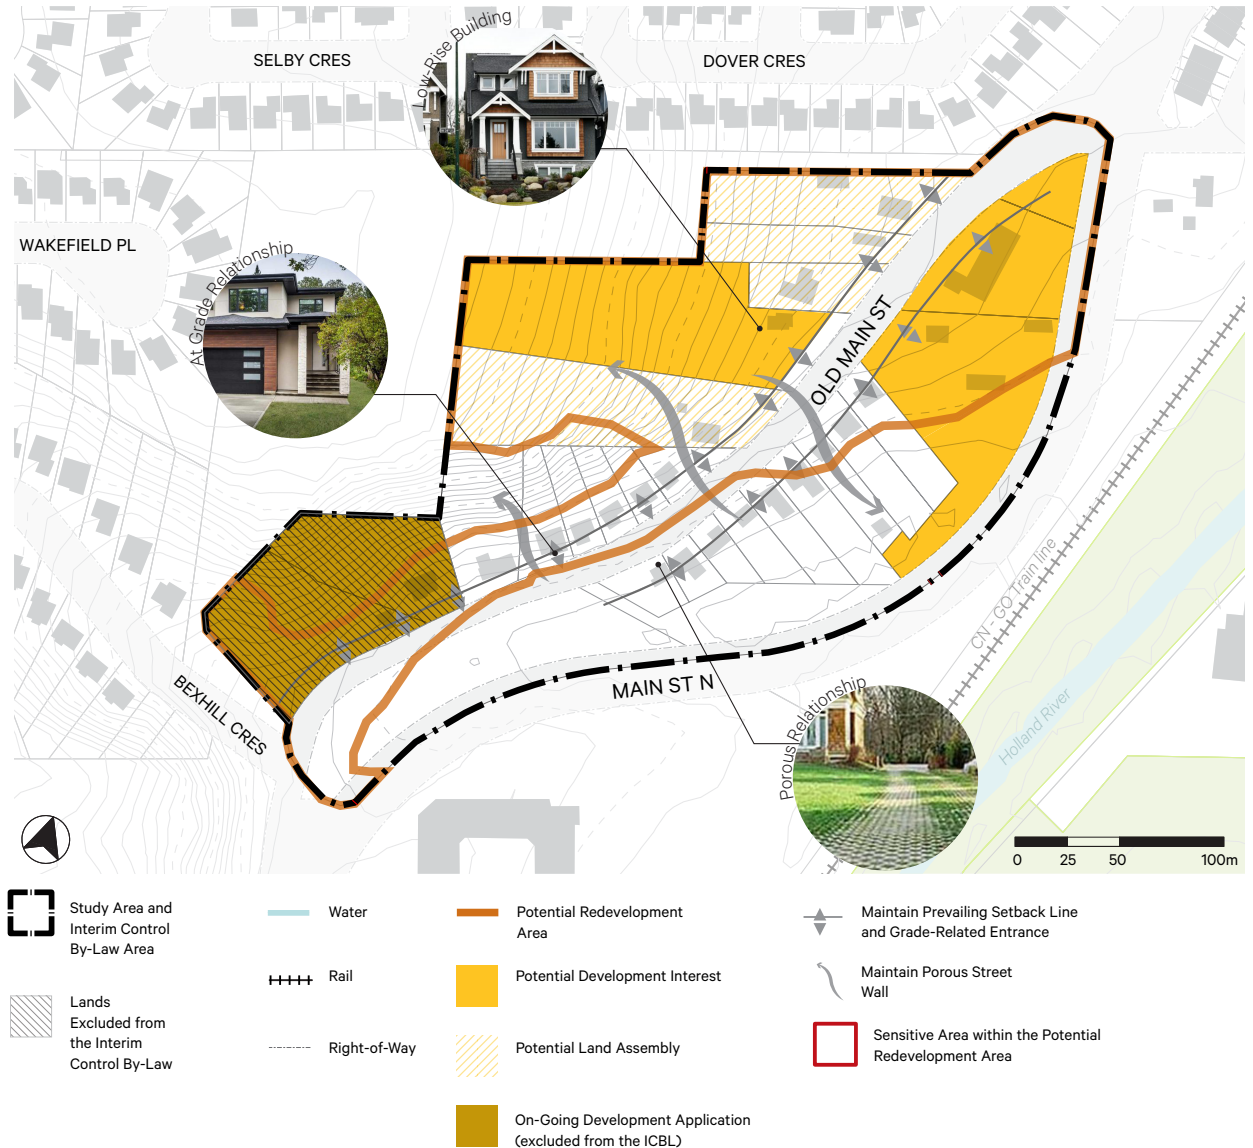 SELBY CRES
DOVER CRES
Low-Rise Building
WAKEFIELD PL
At Grade Relationship
OLD MAIN ST
CN - GO Train line
Holland River
MAIN ST N
BEXHILL CRES
Porous Relationship
0 25 50 100m
Study Area and
Interim Control
By-Law Area
Lands
Excluded from
the Interim
Control By-Law
Water
Rail
Right-of-Way
Potential Redevelopment
Area
Potential Development Interest
Potential Land Assembly
On-Going Development Application
(excluded from the ICBL)
Maintain Prevailing Setback Line
and Grade-Related Entrance
Maintain Porous Street
Wall
Sensitive Area within the Potential
Redevelopment Area